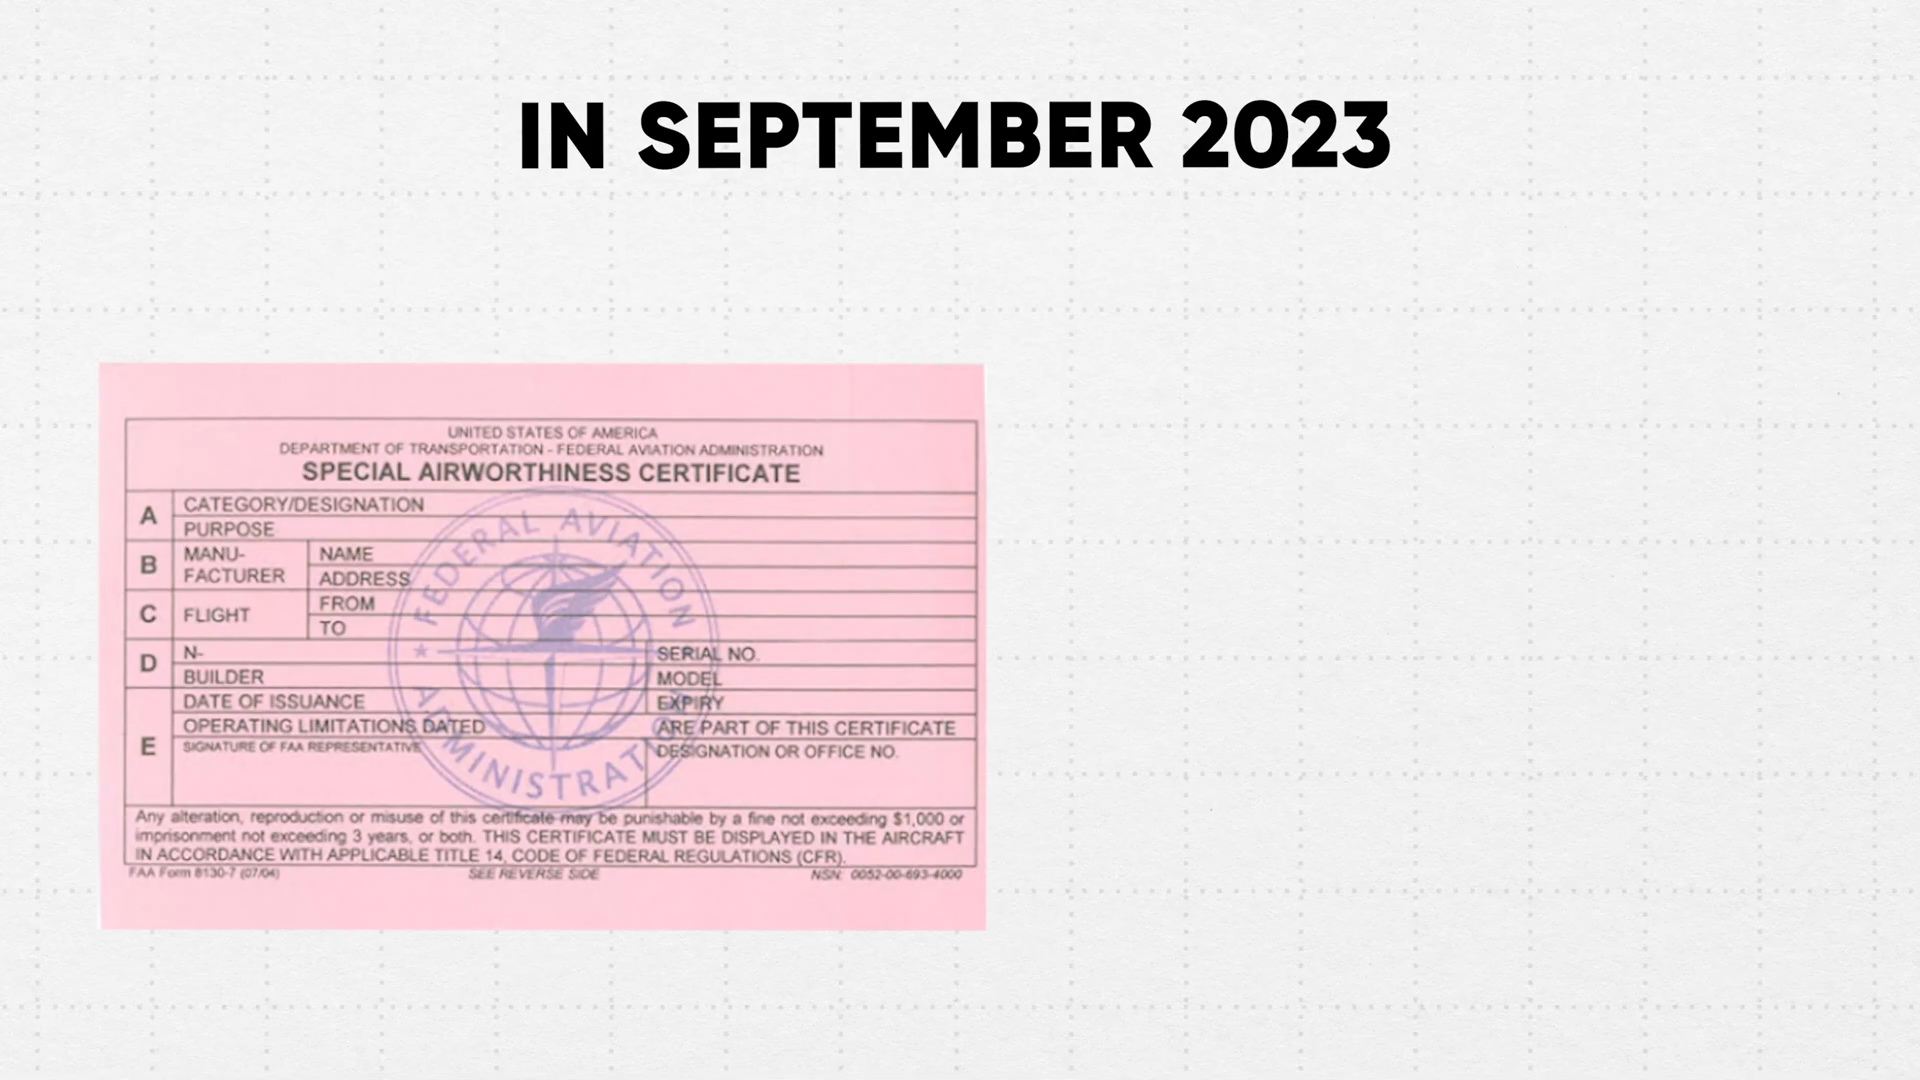 IN SEPTEMBER 2023
UNITED STATES OF AMERICA
DEPARTMENT OF TRANSPORTATION - FEDERAL AVIATION ADMINISTRATION
SPECIAL AIRWORTHINESS CERTIFICATE
A
CATEGORY/DESIGNATION
PURPOSE
B
MANU-
FACTURER
NAME
ADDRESS
C
FLIGHT
FROM
TO
D
N-
SERIAL NO.
BUILDER
MODEL
E
DATE OF ISSUANCE
EXPIRY
OPERATING LIMITATIONS DATED
ARE PART OF THIS CERTIFICATE
SIGNATURE OF FAA REPRESENTATIVE
DESIGNATION OR OFFICE NO.
FEDERAL AVIATION
ADMINISTRATION
Any alteration, reproduction or misuse of this certificate may be punishable by a fine not exceeding $1,000 or
imprisonment not exceeding 3 years, or both. THIS CERTIFICATE MUST BE DISPLAYED IN THE AIRCRAFT
IN ACCORDANCE WITH APPLICABLE TITLE 14, CODE OF FEDERAL REGULATIONS (CFR).
FAA Form 8130-7 (07/04)
SEE REVERSE SIDE
NSN: 0052-00-693-4000